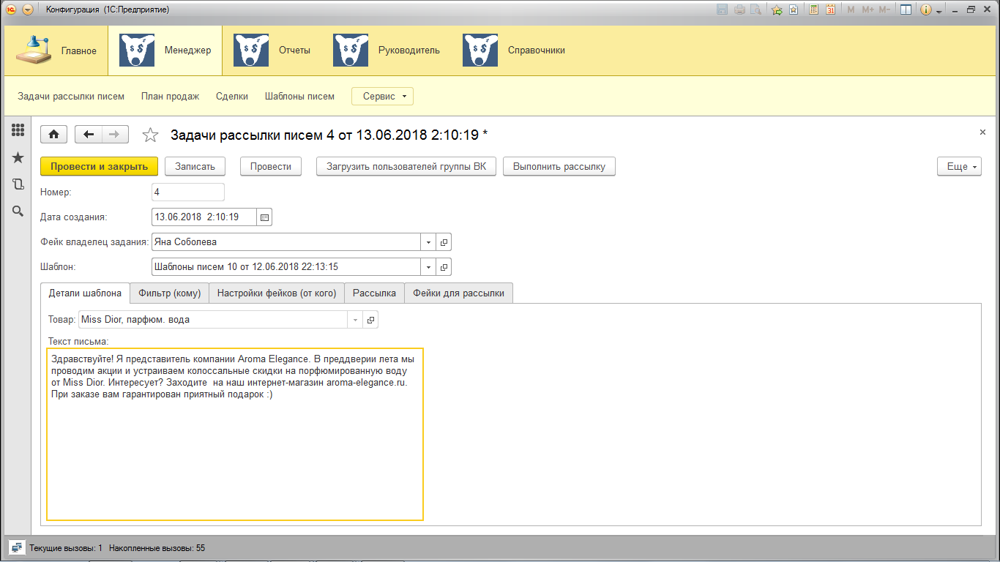 Конфигурация (1С:Предприятие)
M M+ M-
Главное Менеджер Отчеты Руководитель Справочники
Задачи рассылки писем План продаж Сделки Шаблоны писем Сервис
Задачи рассылки писем 4 от 13.06.2018 2:10:19 *
Провести и закрыть Записать Провести Загрузить пользователей группы ВК Выполнить рассылку Еще
Номер: 4
Дата создания: 13.06.2018 2:10:19
Фейк владелец задания: Яна Соболева
Шаблон: Шаблоны писем 10 от 12.06.2018 22:13:15
Детали шаблона Фильтр (кому) Настройки фейков (от кого) Рассылка Фейки для рассылки
Товар: Miss Dior, парфюм. вода
Текст письма:
Здравствуйте! Я представитель компании Aroma Elegance. В преддверии лета мы
проводим акции и устраиваем колоссальные скидки на порфюмированную воду
от Miss Dior. Интересует? Заходите  на наш интернет-магазин aroma-elegance.ru.
При заказе вам гарантирован приятный подарок :)
Текущие вызовы: 1 Накопленные вызовы: 55